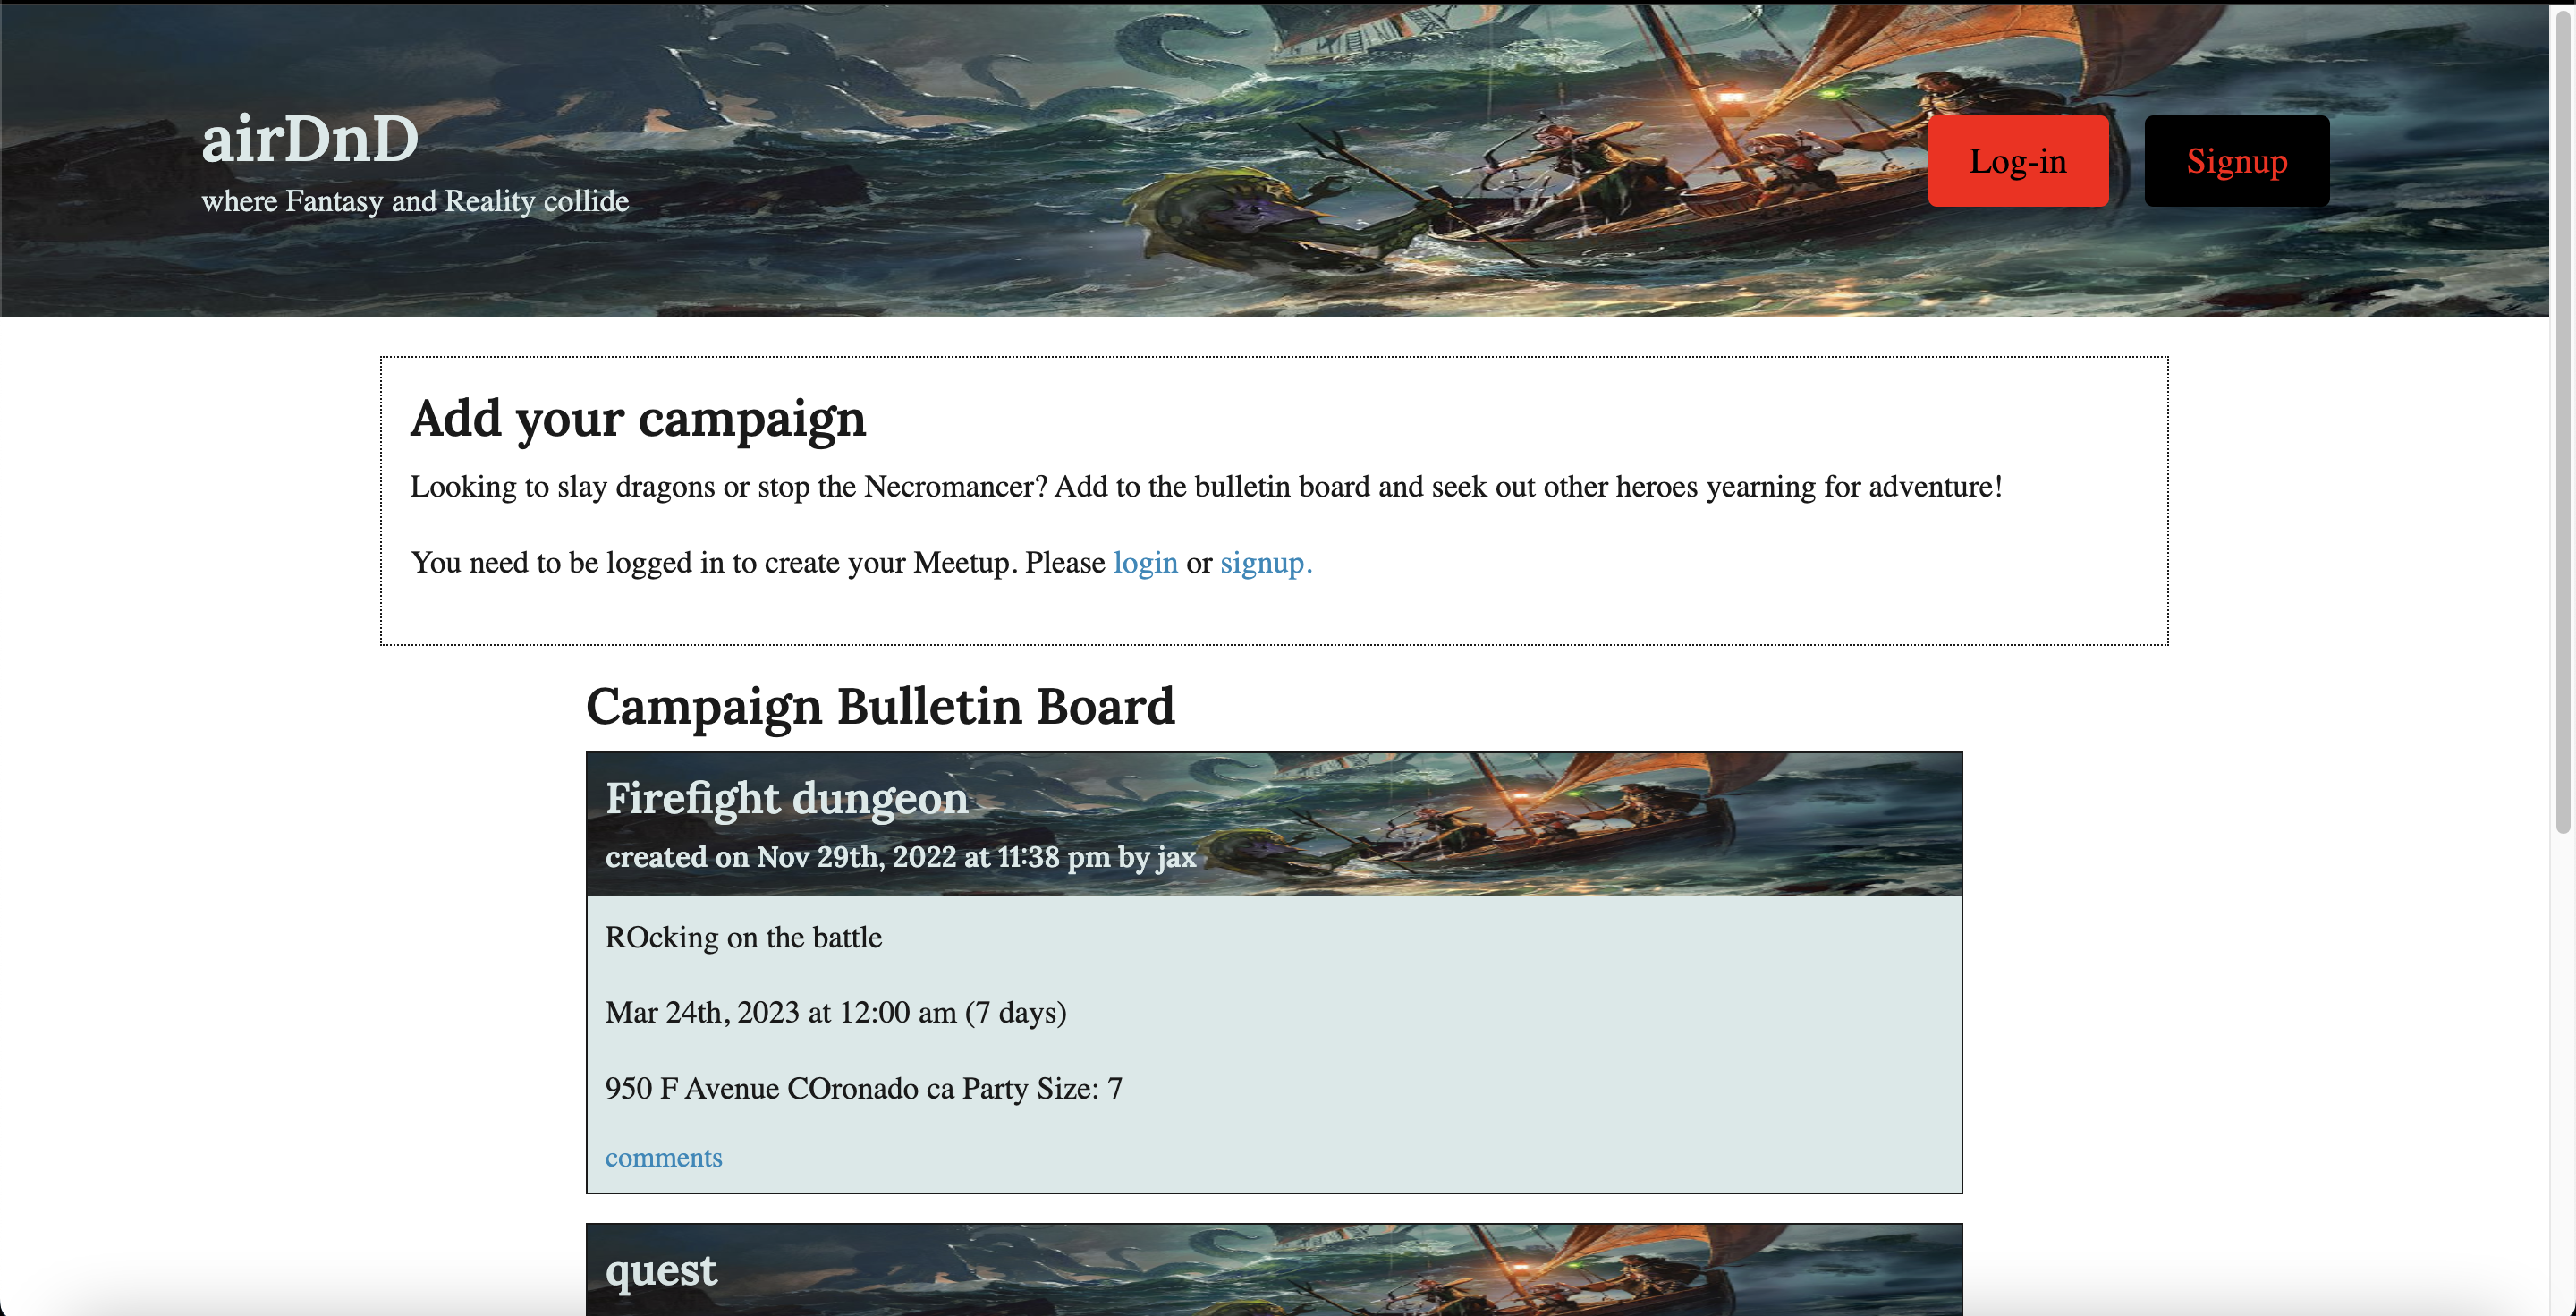 airDnD
where Fantasy and Reality collide
Log-in
Signup
Add your campaign
Looking to slay dragons or stop the Necromancer? Add to the bulletin board and seek out other heroes yearning for adventure!
You need to be logged in to create your Meetup. Please login or signup.
Campaign Bulletin Board
Firefight dungeon
created on Nov 29th, 2022 at 11:38 pm by jax
ROcking on the battle
Mar 24th, 2023 at 12:00 am (7 days)
950 F Avenue COronado ca Party Size: 7
comments
quest